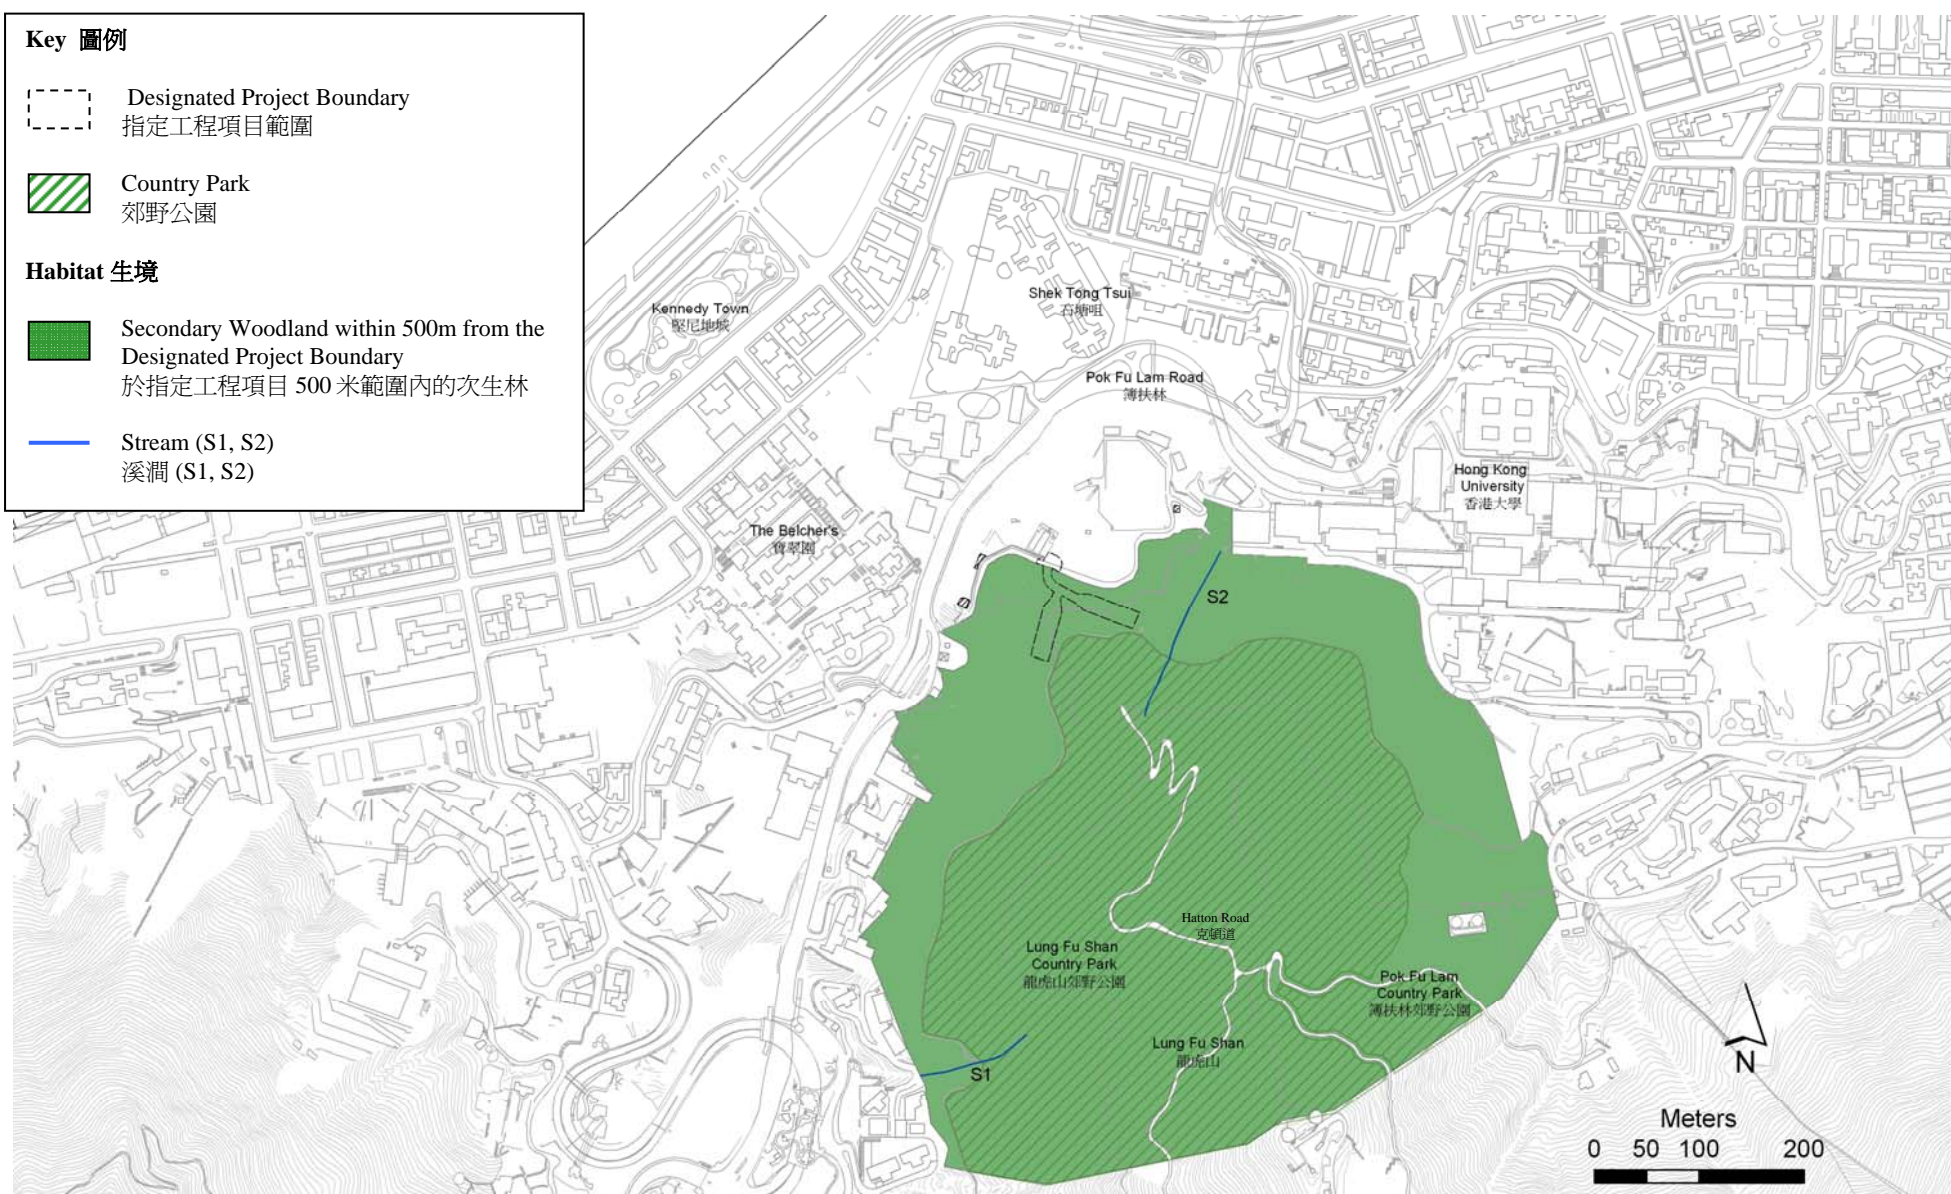 Key 圖例
Designated Project Boundary
指定工程項目範圍
Country Park
郊野公園
Habitat 生境
Secondary Woodland within 500m from the
Designated Project Boundary
於指定工程項目 500 米範圍內的次生林
Stream (S1, S2)
溪澗 (S1, S2)
Kennedy Town
堅尼地城
Shek Tong Tsui
石塘咀
Pok Fu Lam Road
薄扶林
Hong Kong
University
香港大學
The Belcher's
寶翠園
S2
Hatton Road
克頓道
Lung Fu Shan
Country Park
龍虎山郊野公園
Pok Fu Lam
Country Park
薄扶林郊野公園
Lung Fu Shan
龍虎山
S1
N
Meters
0 50 100 200